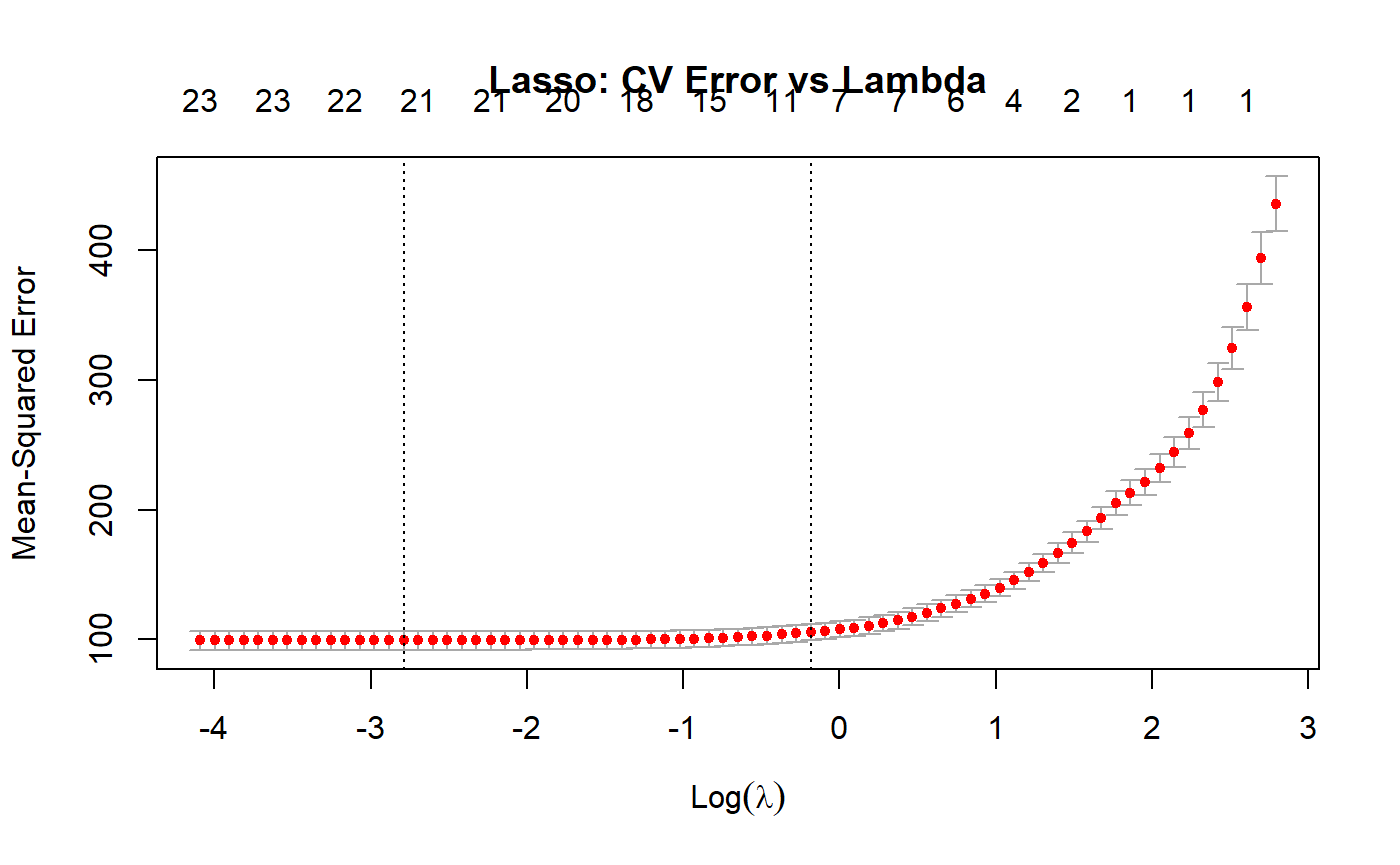 Lasso: CV Error vs Lambda
23 23 22 21 21 20 18 15 11 7 7 6 4 2 1 1 1
Mean-Squared Error
400
300
200
100
-4 -3 -2 -1 0 1 2 3
Log(λ)